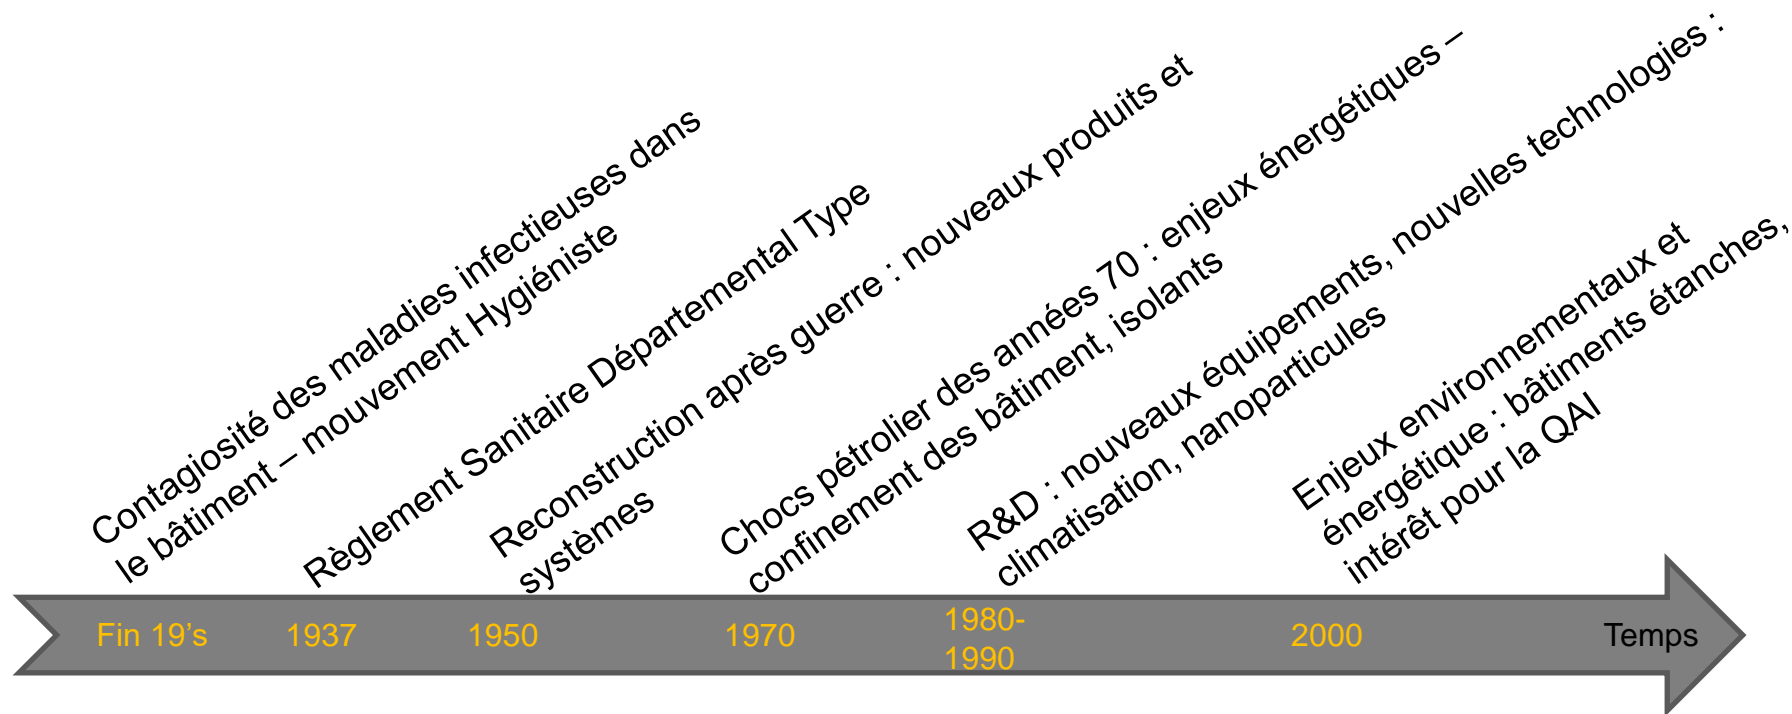 Contagiosité des maladies infectieuses dans
le bâtiment – mouvement Hygiéniste
Règlement Sanitaire Départemental Type
Reconstruction après guerre : nouveaux produits et
systèmes
Chocs pétrolier des années 70 : enjeux énergétiques –
confinement des bâtiment, isolants
R&D : nouveaux équipements, nouvelles technologies :
climatisation, nanoparticules
Enjeux environnementaux et
énergétique : bâtiments étanches,
intérêt pour la QAI
Fin 19's
1937
1950
1970
1980-
1990
2000
Temps